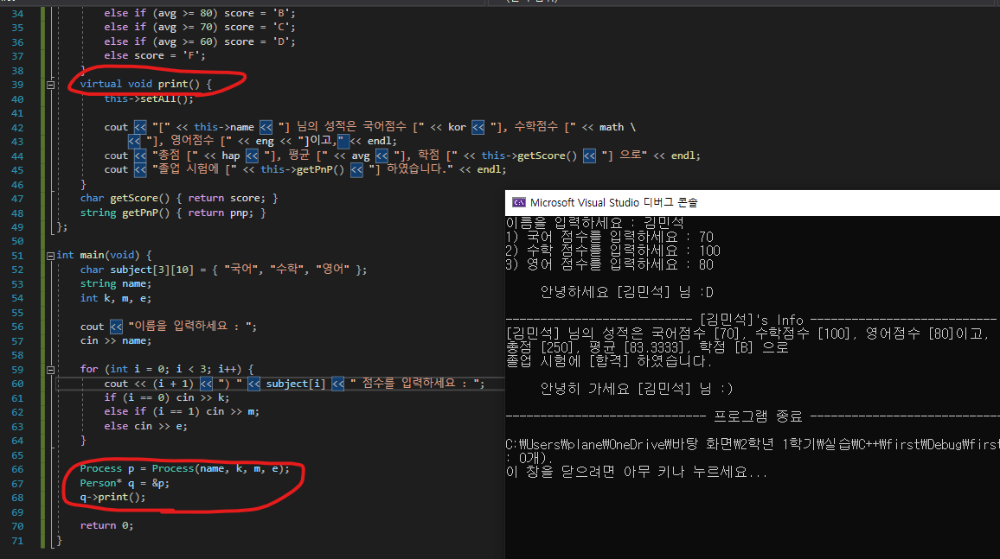 34 else if (avg >= 80) score = 'B';
35 else if (avg >= 70) score = 'C';
36 else if (avg >= 60) score = 'D';
37 else score = 'F';
38 }
39 virtual void print() {
40 this->setAll();
41
42 cout << "[" << this->name << "] 님의 성적은 국어점수 [" << kor << "], 수학점수 [" << math \
43 << "], 영어점수 [" << eng << "]이고," << endl;
44 cout << "총점 [" << hap << "], 평균 [" << avg << "], 학점 [" << this->getScore() << "] 으로" << endl;
45 cout << "졸업 시험에 [" << this->getPnP() << "] 하였습니다." << endl;
46 }
47 char getScore() { return score; }
48 string getPnP() { return pnp; }
49 };
50
51 int main(void) {
52 char subject[3][10] = { "국어", "수학", "영어" };
53 string name;
54 int k, m, e;
55
56 cout << "이름을 입력하세요 : ";
57 cin >> name;
58
59 for (int i = 0; i < 3; i++) {
60 cout << (i + 1) << ") " << subject[i] << " 점수를 입력하세요 : ";
61 if (i == 0) cin >> k;
62 else if (i == 1) cin >> m;
63 else cin >> e;
64 }
65
66 Process p = Process(name, k, m, e);
67 Person* q = &p;
68 q->print();
69
70 return 0;
71 }
Microsoft Visual Studio 디버그 콘솔
이름을 입력하세요 : 김민석
1) 국어 점수를 입력하세요 : 70
2) 수학 점수를 입력하세요 : 100
3) 영어 점수를 입력하세요 : 80
안녕하세요 [김민석] 님 :D
------------------------- [김민석]'s Info -------------------------
[김민석] 님의 성적은 국어점수 [70], 수학점수 [100], 영어점수 [80]이고,
총점 [250], 평균 [83.3333], 학점 [B] 으로
졸업 시험에 [합격] 하였습니다.
안녕히 가세요 [김민석] 님 :)
--------------------------- 프로그램 종료 -------------------------
C:₩Users₩plane₩OneDrive₩바탕 화면₩2학년 1학기₩실습₩C++₩first₩Debug₩first
: 0개).
이 창을 닫으려면 아무 키나 누르세요...